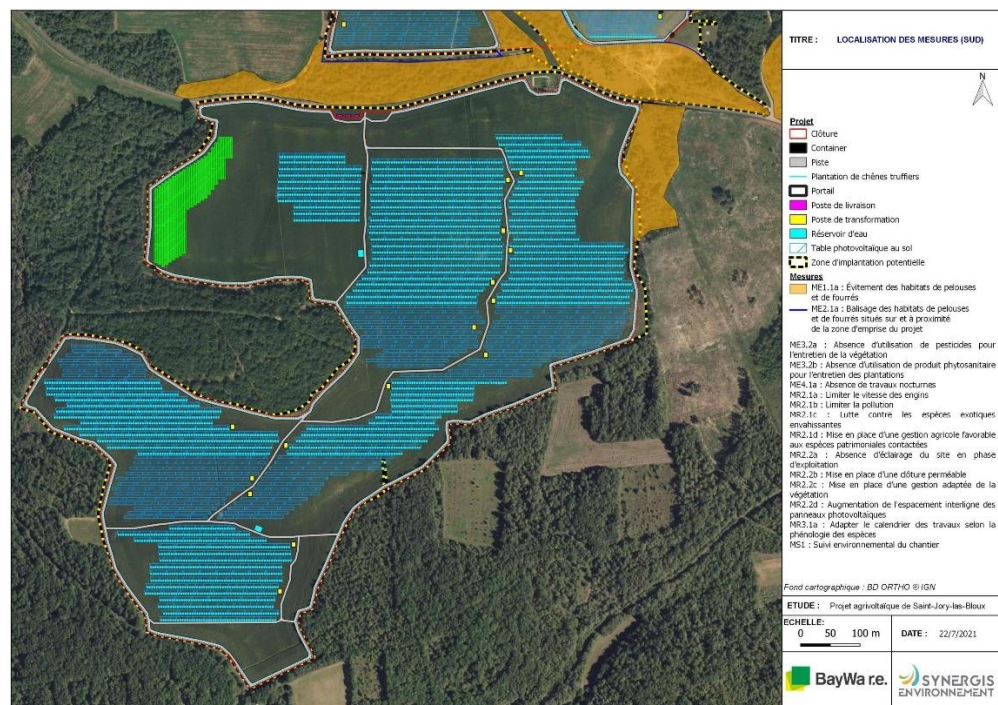 TITRE : LOCALISATION DES MESURES (SUD)
N
Projet
Clôture
Container
Piste
Plantation de chênes truffiers
Portail
Poste de livraison
Poste de transformation
Réservoir d'eau
Table photovoltaïque au sol
Zone d'implantation potentielle
Mesures
ME1.1a : Évitement des habitats de pelouses
et de fourrés
ME2.1a : Balisage des habitats de pelouses
et de fourrés situés sur et à proximité
de la zone d'emprise du projet
ME3.2a : Absence d'utilisation de pesticides pour
l'entretien de la végétation
ME3.2b : Absence d'utilisation de produit phytosanitaire
pour l'entretien des plantations
ME4.1a : Absence de travaux nocturnes
MR2.1a : Limiter le vitesse des engins
MR2.1b : Limiter la pollution
MR2.1c : Lutte contre les espèces exotiques
envahissantes
MR2.1d : Mise en place d'une gestion agricole favorable
aux espèces patrimoniales contactées
MR2.2a : Absence d'éclairage du site en phase
d'exploitation
MR2.2b : Mise en place d'une clôture perméable
MR2.2c : Mise en place d'une gestion adaptée de la
végétation
MR2.2d : Augmentation de l'espacement interligne des
panneaux photovoltaïques
MR3.1a : Adapter le calendrier des travaux selon la
phénologie des espèces
MS1 : Suivi environnemental du chantier
Fond cartographique : BD ORTHO ® IGN
ETUDE : Projet agrivoltaïque de Saint-Jory-las-Bloux
ECHELLE:
0 50 100 m
DATE : 22/7/2021
BayWa r.e.
SYNERGIS
ENVIRONNEMENT